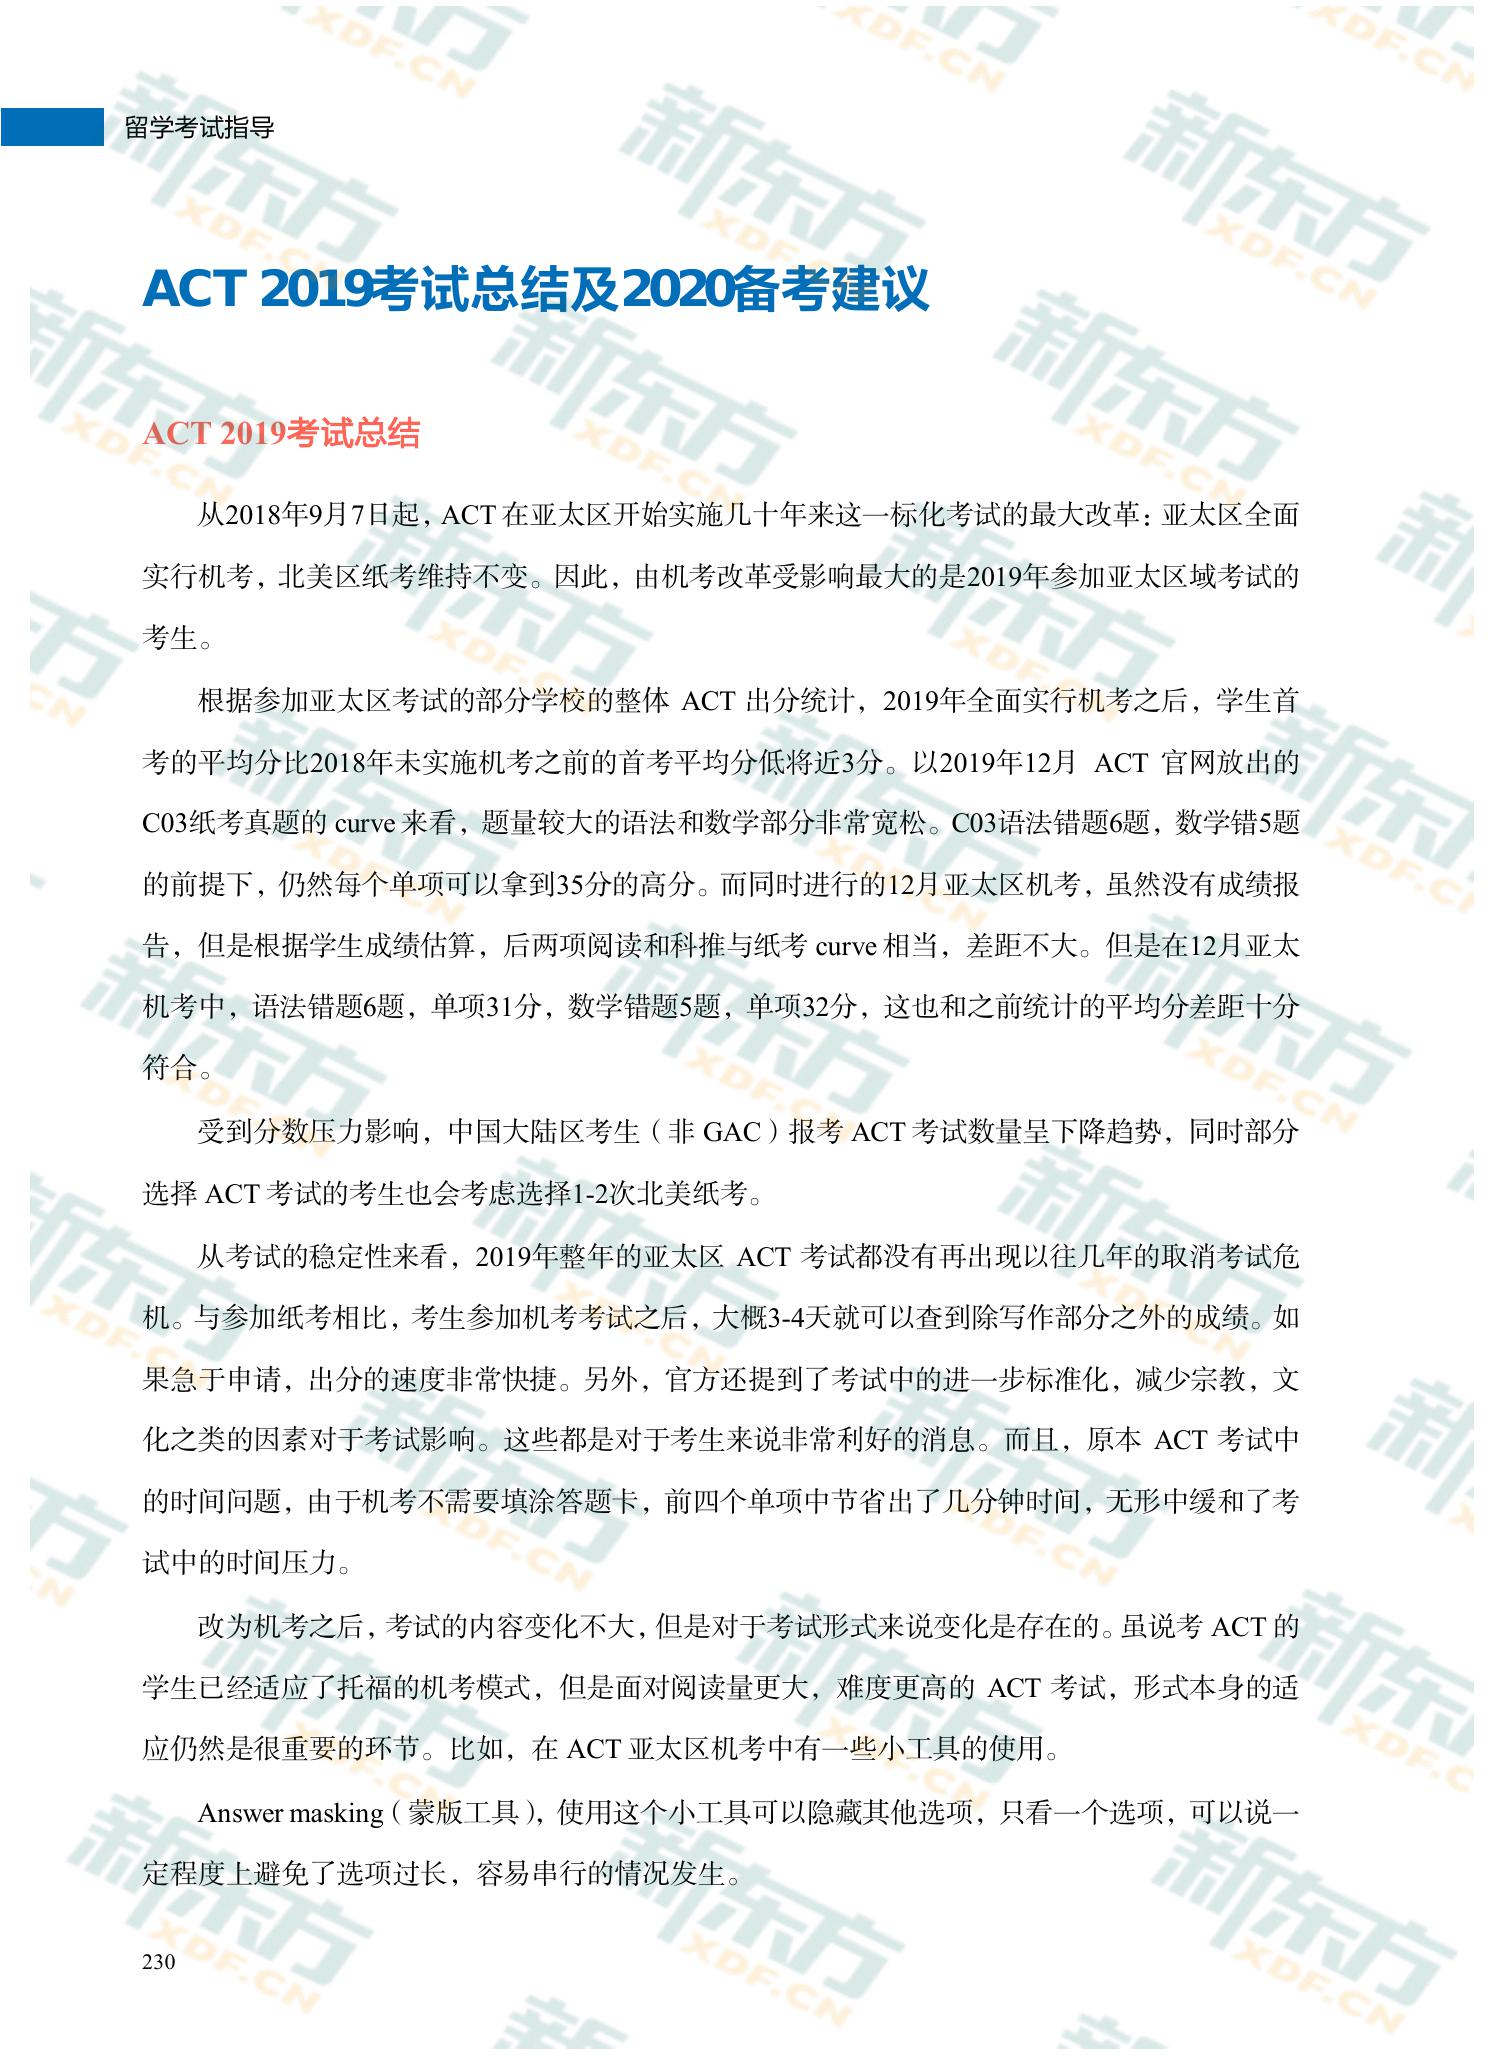 留学考试指导
ACT 2019考试总结及2020备考建议
ACT 2019考试总结
从2018年9月7日起，ACT 在亚太区开始实施几十年来这一标化考试的最大改革：亚太区全面
实行机考，北美区纸考维持不变。因此，由机考改革受影响最大的是2019年参加亚太区域考试的
考生。
根据参加亚太区考试的部分学校的整体 ACT 出分统计，2019年全面实行机考之后，学生首
考的平均分比2018年未实施机考之前的首考平均分低将近3分。以2019年12月 ACT 官网放出的
C03纸考真题的 curve 来看，题量较大的语法和数学部分非常宽松。C03语法错题6题，数学错5题
的前提下，仍然每个单项可以拿到35分的高分。而同时进行的12月亚太区机考，虽然没有成绩报
告，但是根据学生成绩估算，后两项阅读和科推与纸考 curve 相当，差距不大。但是在12月亚太
机考中，语法错题6题，单项31分，数学错题5题，单项32分，这也和之前统计的平均分差距十分
符合。
受到分数压力影响，中国大陆区考生（非 GAC）报考 ACT 考试数量呈下降趋势，同时部分
选择 ACT 考试的考生也会考虑选择1-2次北美纸考。
从考试的稳定性来看，2019年整年的亚太区 ACT 考试都没有再出现以往几年的取消考试危
机。与参加纸考相比，考生参加机考考试之后，大概3-4天就可以查到除写作部分之外的成绩。如
果急于申请，出分的速度非常快捷。另外，官方还提到了考试中的进一步标准化，减少宗教，文
化之类的因素对于考试影响。这些都是对于考生来说非常利好的消息。而且，原本 ACT 考试中
的时间问题，由于机考不需要填涂答题卡，前四个单项中节省出了几分钟时间，无形中缓和了考
试中的时间压力。
改为机考之后，考试的内容变化不大，但是对于考试形式来说变化是存在的。虽说考 ACT 的
学生已经适应了托福的机考模式，但是面对阅读量更大，难度更高的 ACT 考试，形式本身的适
应仍然是很重要的环节。比如，在 ACT 亚太区机考中有一些小工具的使用。
Answer masking（蒙版工具），使用这个小工具可以隐藏其他选项，只看一个选项，可以说一
定程度上避免了选项过长，容易串行的情况发生。
230